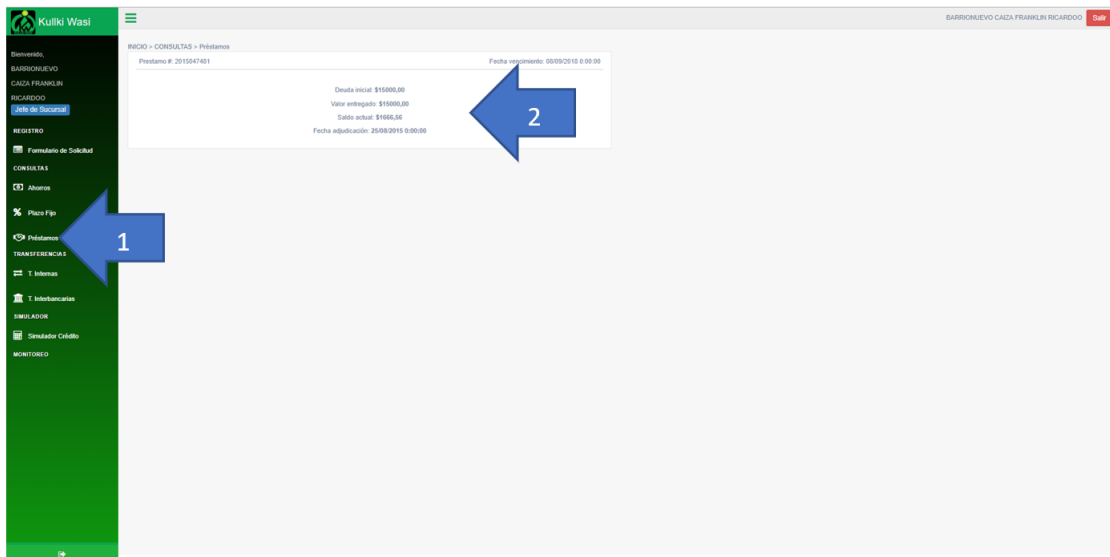 Kullki Wasi
BARRIONUEVO CAIZA FRANKLIN RICARDOO
Salir
Bienvenido,
BARRIONUEVO
CAIZA FRANKLIN
RICARDOO
Jefe de Sucursal
REGISTRO
Formulario de Solicitud
CONSULTAS
Ahorros
Plazo Fijo
Préstamos
TRANSFERENCIAS
T. Internas
T. Interbancarias
SIMULADOR
Simulador Crédito
MONITOREO
INICIO > CONSULTAS > Préstamos
Prestamo #: 2015047401
Fecha vencimiento: 08/09/2018 0:00:00
Deuda inicial: $15000,00
Valor entregado: $15000,00
Saldo actual: $1666,56
Fecha adjudicación: 25/08/2015 0:00:00
1
2